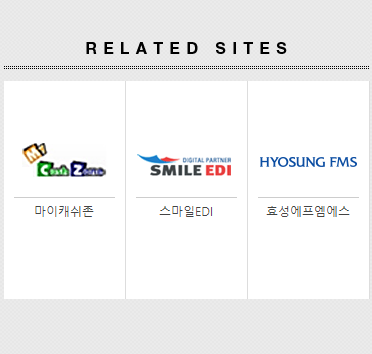 RELATED SITES
My
Cash Zone
마이캐쉬존
DIGITAL PARTNER
SMILE EDI
스마일EDI
HYOSUNG FMS
효성에프엠에스